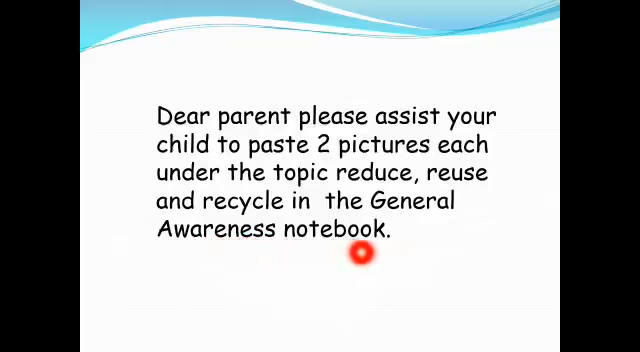 Dear parent please assist your
child to paste 2 pictures each
under the topic reduce, reuse
and recycle in  the General
Awareness notebook.